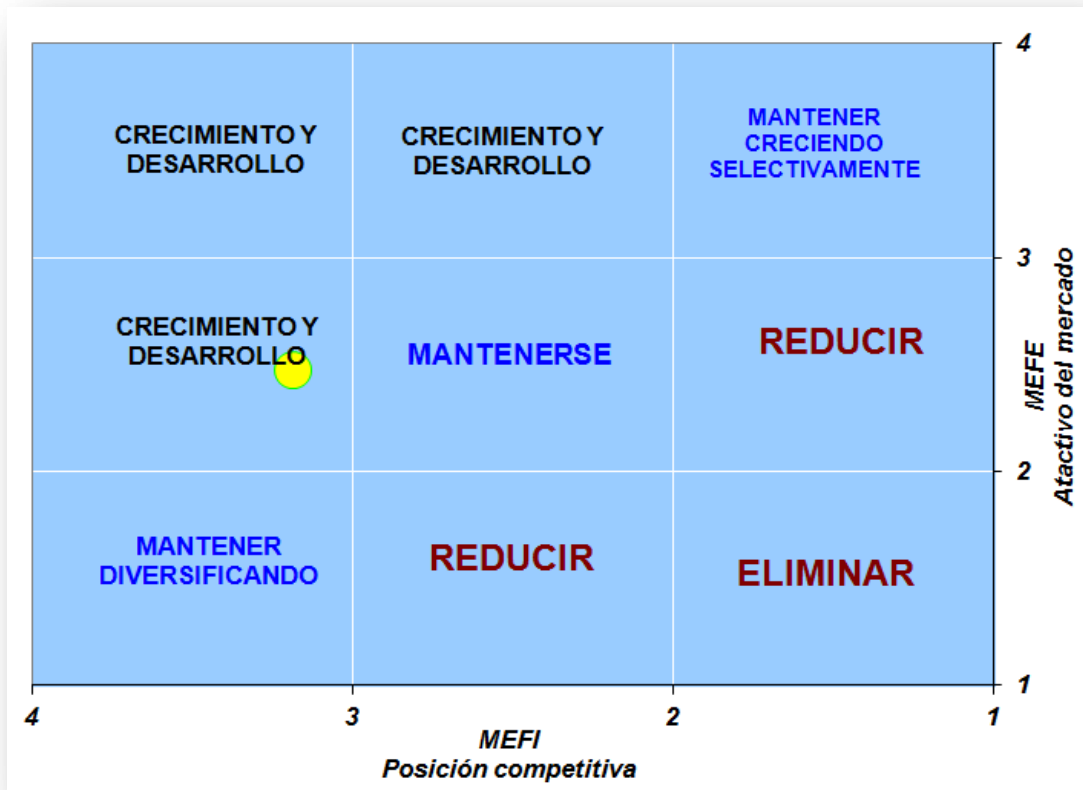 4
CRECIMIENTO Y
DESARROLLO
CRECIMIENTO Y
DESARROLLO
MANTENER
CRECIENDO
SELECTIVAMENTE
3
CRECIMIENTO Y
DESARROLLO
MANTENERSE
REDUCIR
MEFE
Atactivo del mercado
2
MANTENER
DIVERSIFICANDO
REDUCIR
ELIMINAR
1
4
3
2
1
MEFI
Posición competitiva